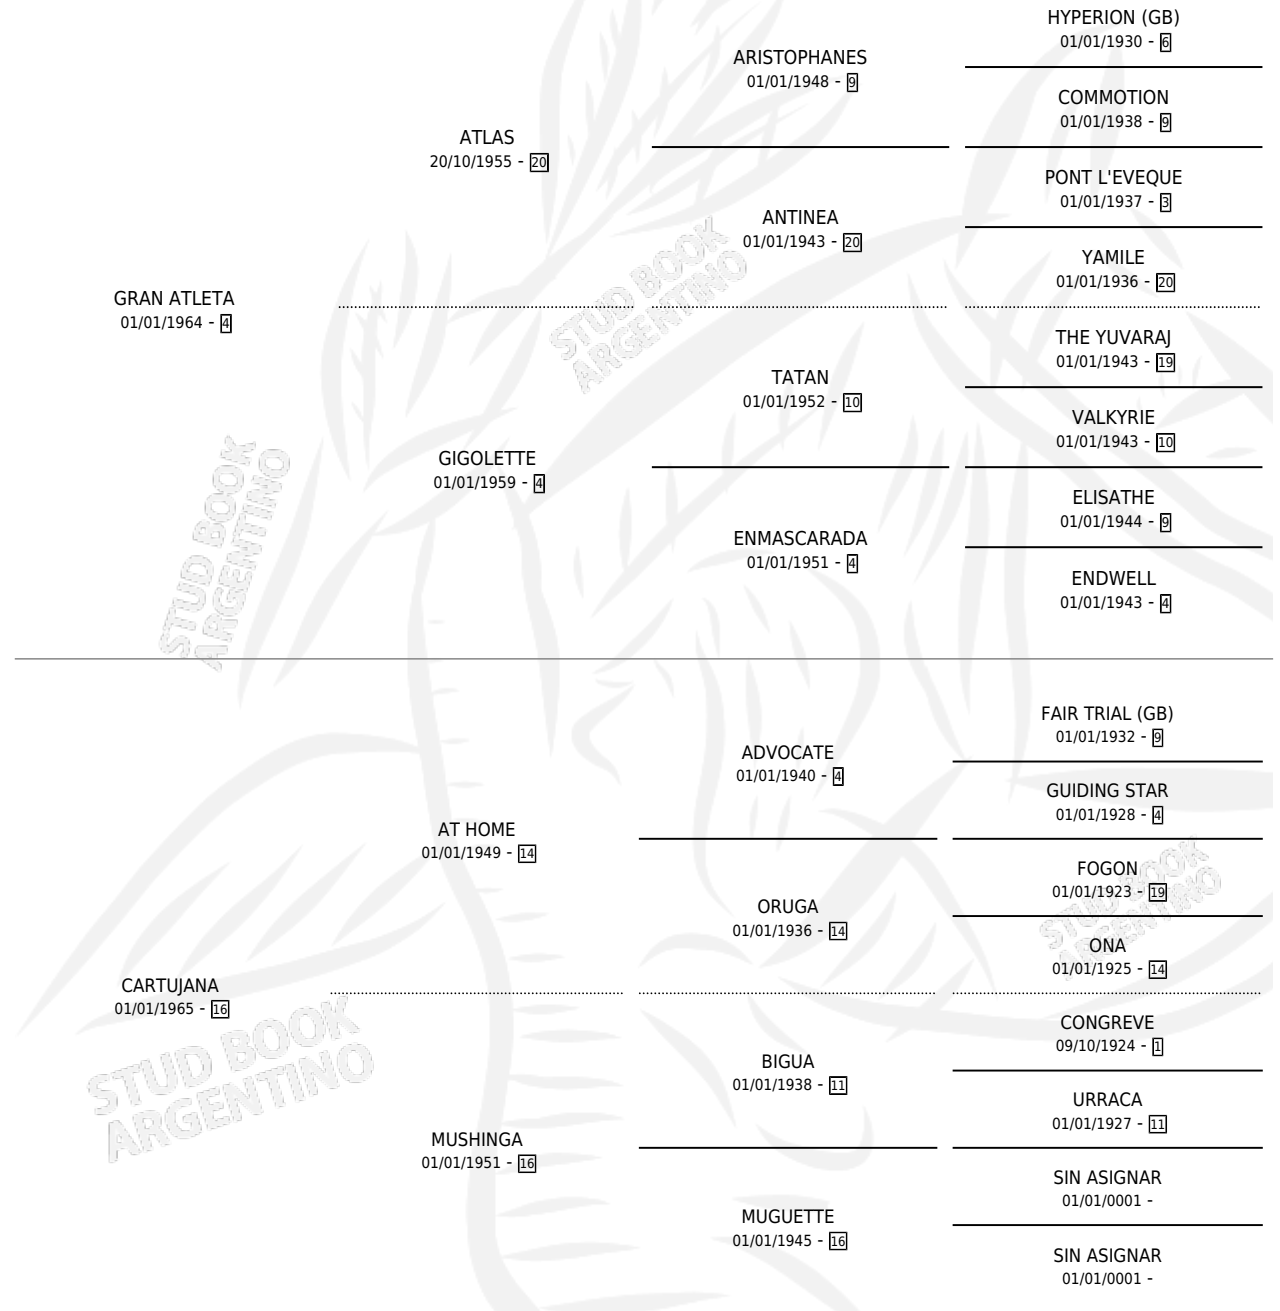 HYPERION (GB)
01/01/1930 - 6
ARISTOPHANES
01/01/1948 - 9
COMMOTION
01/01/1938 - 9
ATLAS
20/10/1955 - 20
PONT L'EVEQUE
01/01/1937 - 3
ANTINEA
01/01/1943 - 20
YAMILE
01/01/1936 - 20
GRAN ATLETA
01/01/1964 - 4
THE YUVARAJ
01/01/1943 - 19
TATAN
01/01/1952 - 10
VALKYRIE
01/01/1943 - 10
GIGOLETTE
01/01/1959 - 4
ELISATHE
01/01/1944 - 9
ENMASCARADA
01/01/1951 - 4
ENDWELL
01/01/1943 - 4
STUD BOOK
ARGENTINO
STUD BOOK
ARGENTINO
FAIR TRIAL (GB)
01/01/1932 - 9
ADVOCATE
01/01/1940 - 4
GUIDING STAR
01/01/1928 - 4
AT HOME
01/01/1949 - 14
FOGON
01/01/1923 - 19
ORUGA
01/01/1936 - 14
ONA
01/01/1925 - 14
CARTUJANA
01/01/1965 - 16
CONGREVE
09/10/1924 - 1
BIGUA
01/01/1938 - 11
URRACA
01/01/1927 - 11
MUSHINGA
01/01/1951 - 16
SIN ASIGNAR
01/01/0001 -
MUGUETTE
01/01/1945 - 16
SIN ASIGNAR
01/01/0001 -
STUD BOOK
ARGENTINO
STUD BOOK
ARGENTINO